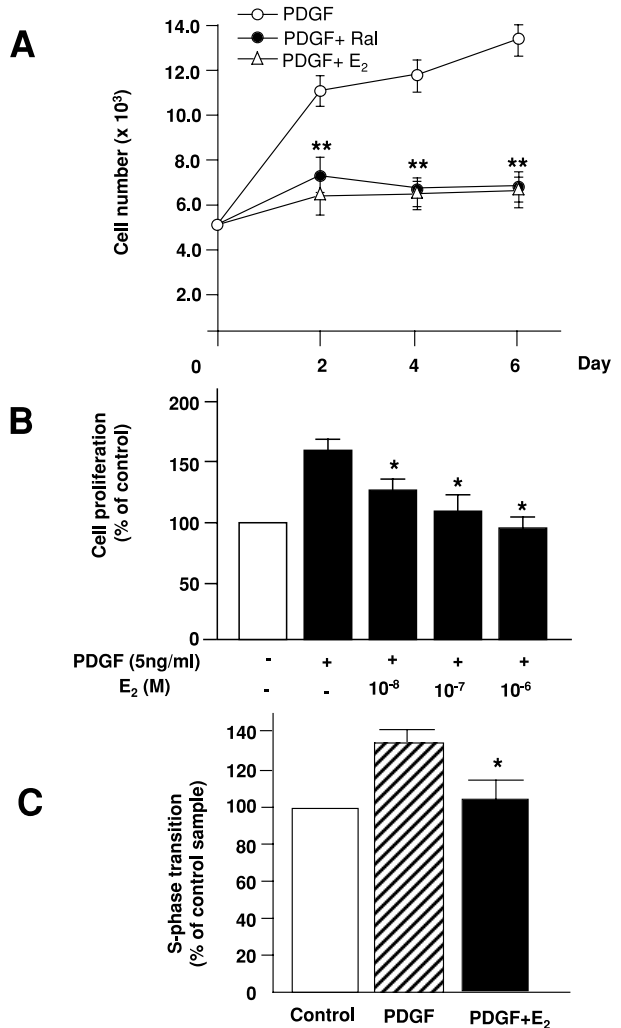 A
PDGF
PDGF+ Ral
PDGF+ E₂
Cell number (x 10³)
14.0
12.0
10.0
8.0
6.0
4.0
2.0
**
**
**
0 2 4 6 Day
B
Cell proliferation
(% of control)
200
150
100
50
0
*
*
*
PDGF (5ng/ml) - + + + +
E₂ (M) - - 10⁻⁸ 10⁻⁷ 10⁻⁶
C
S-phase transition
(% of control sample)
140
120
100
80
60
40
20
0
*
Control PDGF PDGF+E₂